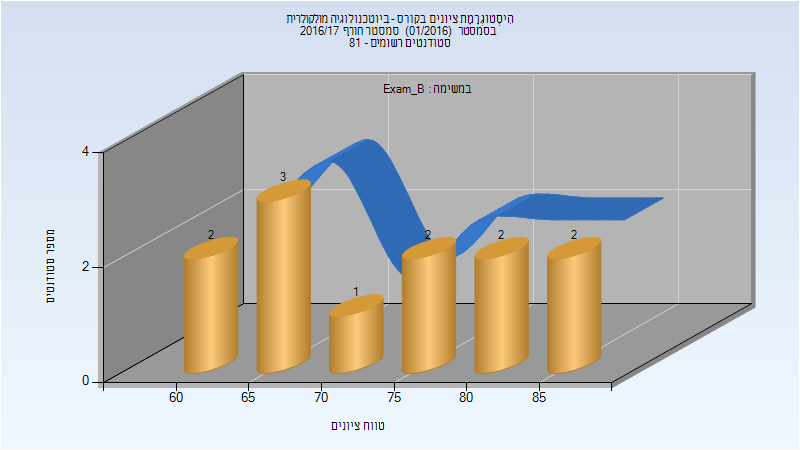 היסטוגרמת ציונים בקורס - ביוטכנולוגיה מולקולרית
בסמסטר (01/2016) סמסטר חורף 2016/17
סטודנטים רשומים - 81
במשימה : Exam_B
מספר סטודנטים
4
2
0
2
3
1
2
2
2
60 65 70 75 80 85
טווח ציונים